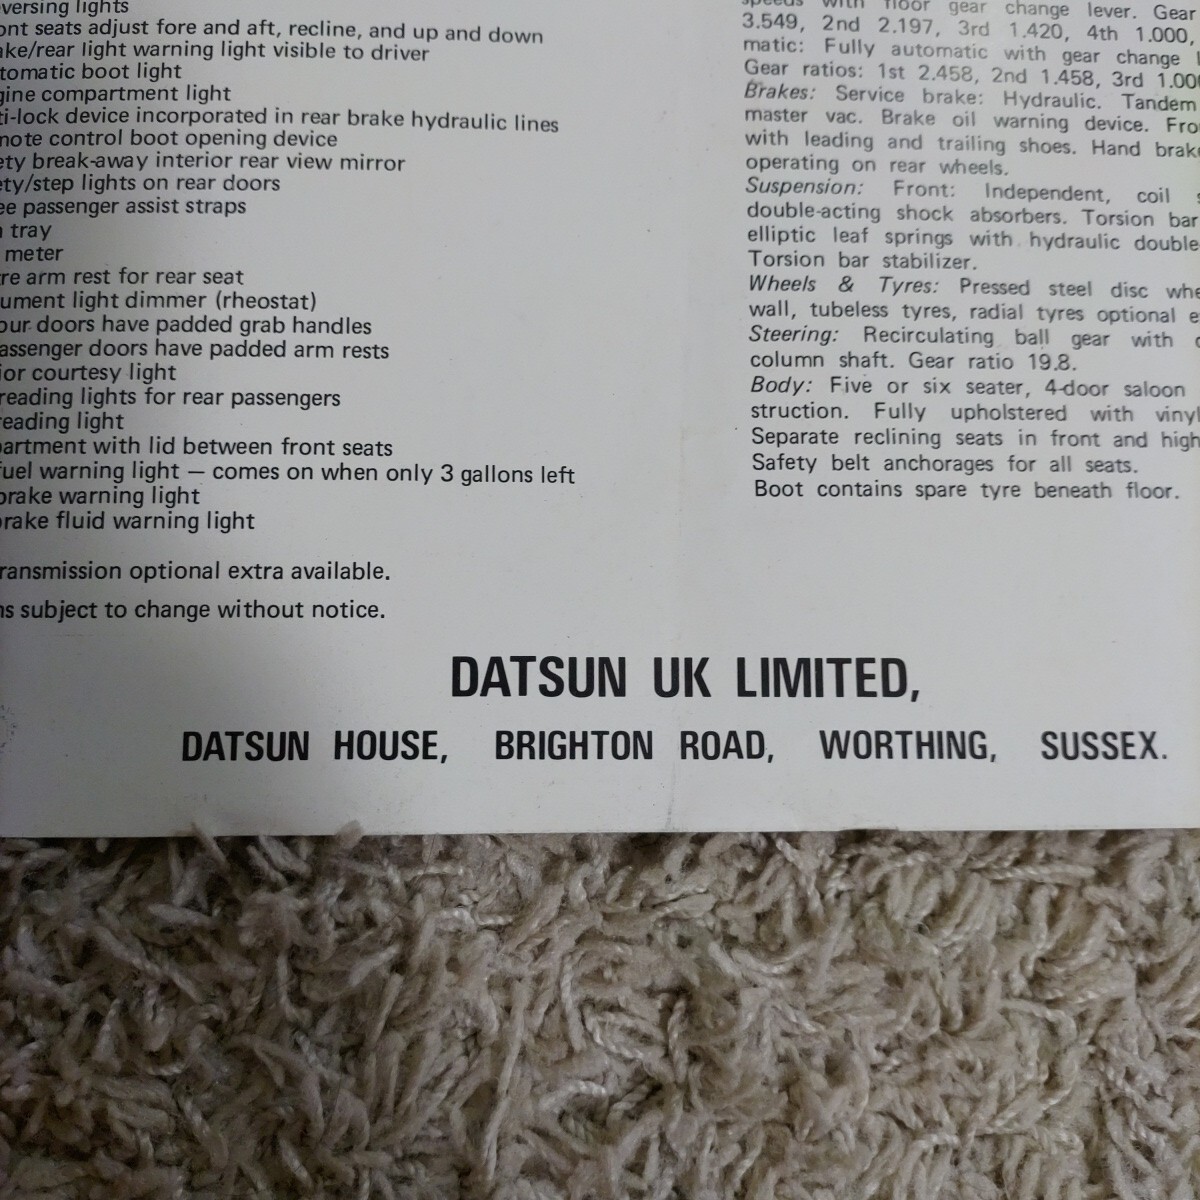 versing lights
ont seats adjust fore and aft, recline, and up and down
ake/rear light warning light visible to driver
tomatic boot light
gine compartment light
ti-lock device incorporated in rear brake hydraulic lines
mote control boot opening device
ety break-away interior rear view mirror
ety/step lights on rear doors
ee passenger assist straps
tray
meter
tre arm rest for rear seat
ument light dimmer (rheostat)
our doors have padded grab handles
assenger doors have padded arm rests
ior courtesy light
reading lights for rear passengers
reading light
partment with lid between front seats
fuel warning light — comes on when only 3 gallons left
brake warning light
brake fluid warning light
ransmission optional extra available.
ns subject to change without notice.
speeds with floor gear change lever. Gear
3.549, 2nd 2.197, 3rd 1.420, 4th 1.000,
matic: Fully automatic with gear change
Gear ratios: 1st 2.458, 2nd 1.458, 3rd 1.000
Brakes: Service brake: Hydraulic. Tandem
master vac. Brake oil warning device. Fro
with leading and trailing shoes. Hand brake
operating on rear wheels.
Suspension: Front: Independent, coil s
double-acting shock absorbers. Torsion bar
elliptic leaf springs with hydraulic double
Torsion bar stabilizer.
Wheels & Tyres: Pressed steel disc whe
wall, tubeless tyres, radial tyres optional e
Steering: Recirculating ball gear with c
column shaft. Gear ratio 19.8.
Body: Five or six seater, 4-door saloon
struction. Fully upholstered with vinyl
Separate reclining seats in front and high
Safety belt anchorages for all seats.
Boot contains spare tyre beneath floor.
DATSUN UK LIMITED,
DATSUN HOUSE, BRIGHTON ROAD, WORTHING, SUSSEX.